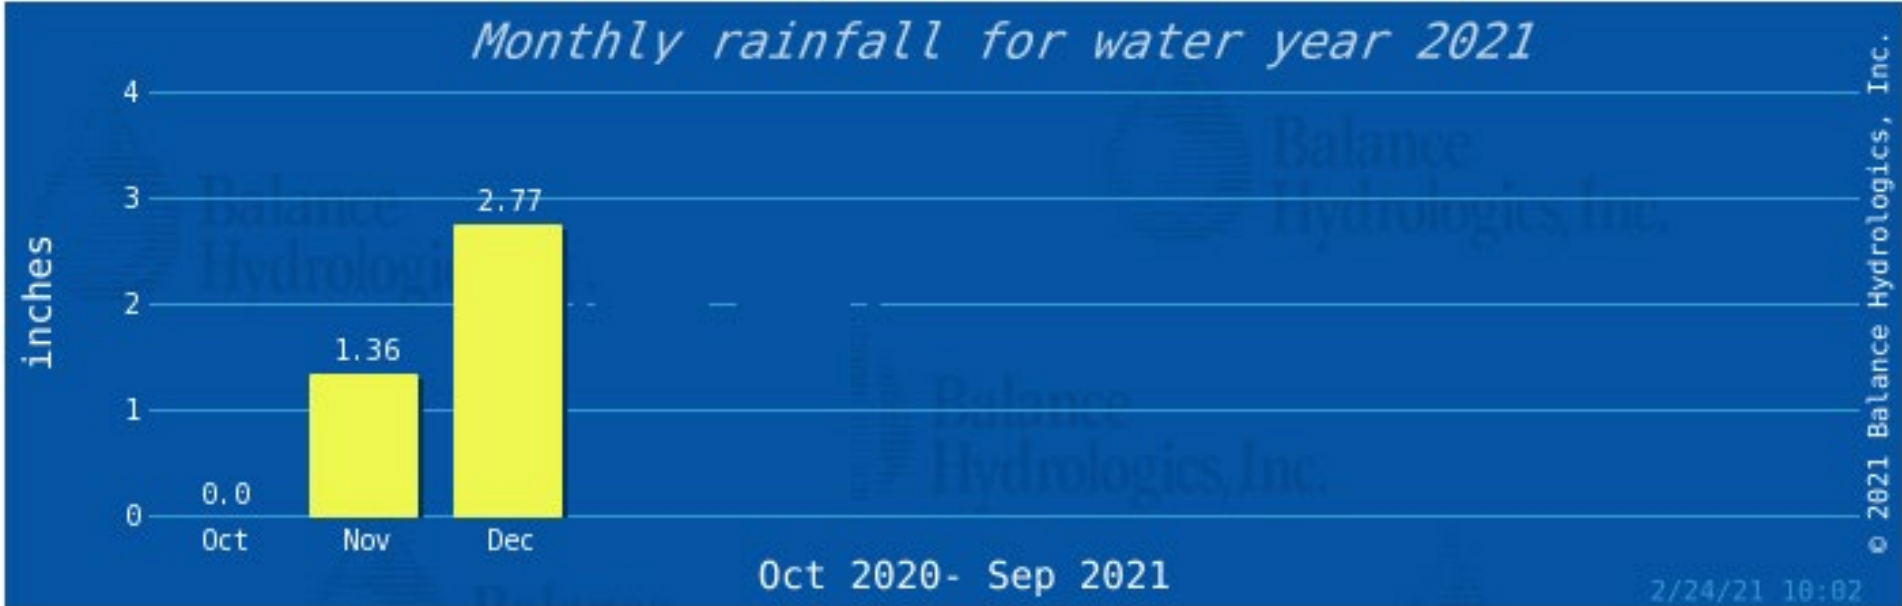 Monthly rainfall for water year 2021
4
3
2
1
0
inches
2.77
1.36
0.0
Oct Nov Dec
Oct 2020- Sep 2021
2/24/21 10:02
© 2021 Balance Hydrologics, Inc.
Balance
Hydrologics, Inc.
Balance
Hydrologics, Inc.
Balance
Balance